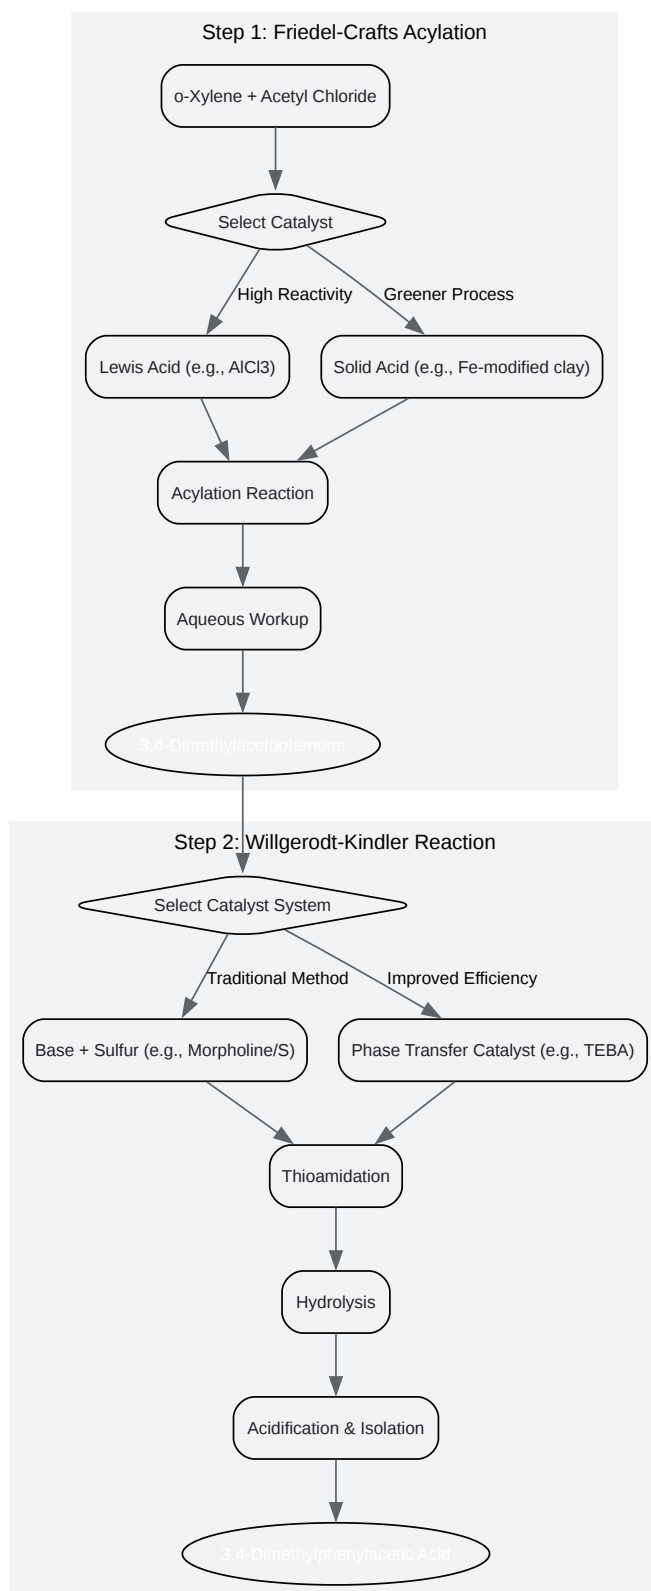 Step 1: Friedel-Crafts Acylation
o-Xylene + Acetyl Chloride
Select Catalyst
High Reactivity
Greener Process
Lewis Acid (e.g., AlCl3)
Solid Acid (e.g., Fe-modified clay)
Acylation Reaction
Aqueous Workup
3,4-Dimethylacetophenone
Step 2: Willgerodt-Kindler Reaction
Select Catalyst System
Traditional Method
Improved Efficiency
Base + Sulfur (e.g., Morpholine/S)
Phase Transfer Catalyst (e.g., TEBA)
Thioamidation
Hydrolysis
Acidification & Isolation
3,4-Dimethylphenylacetic Acid